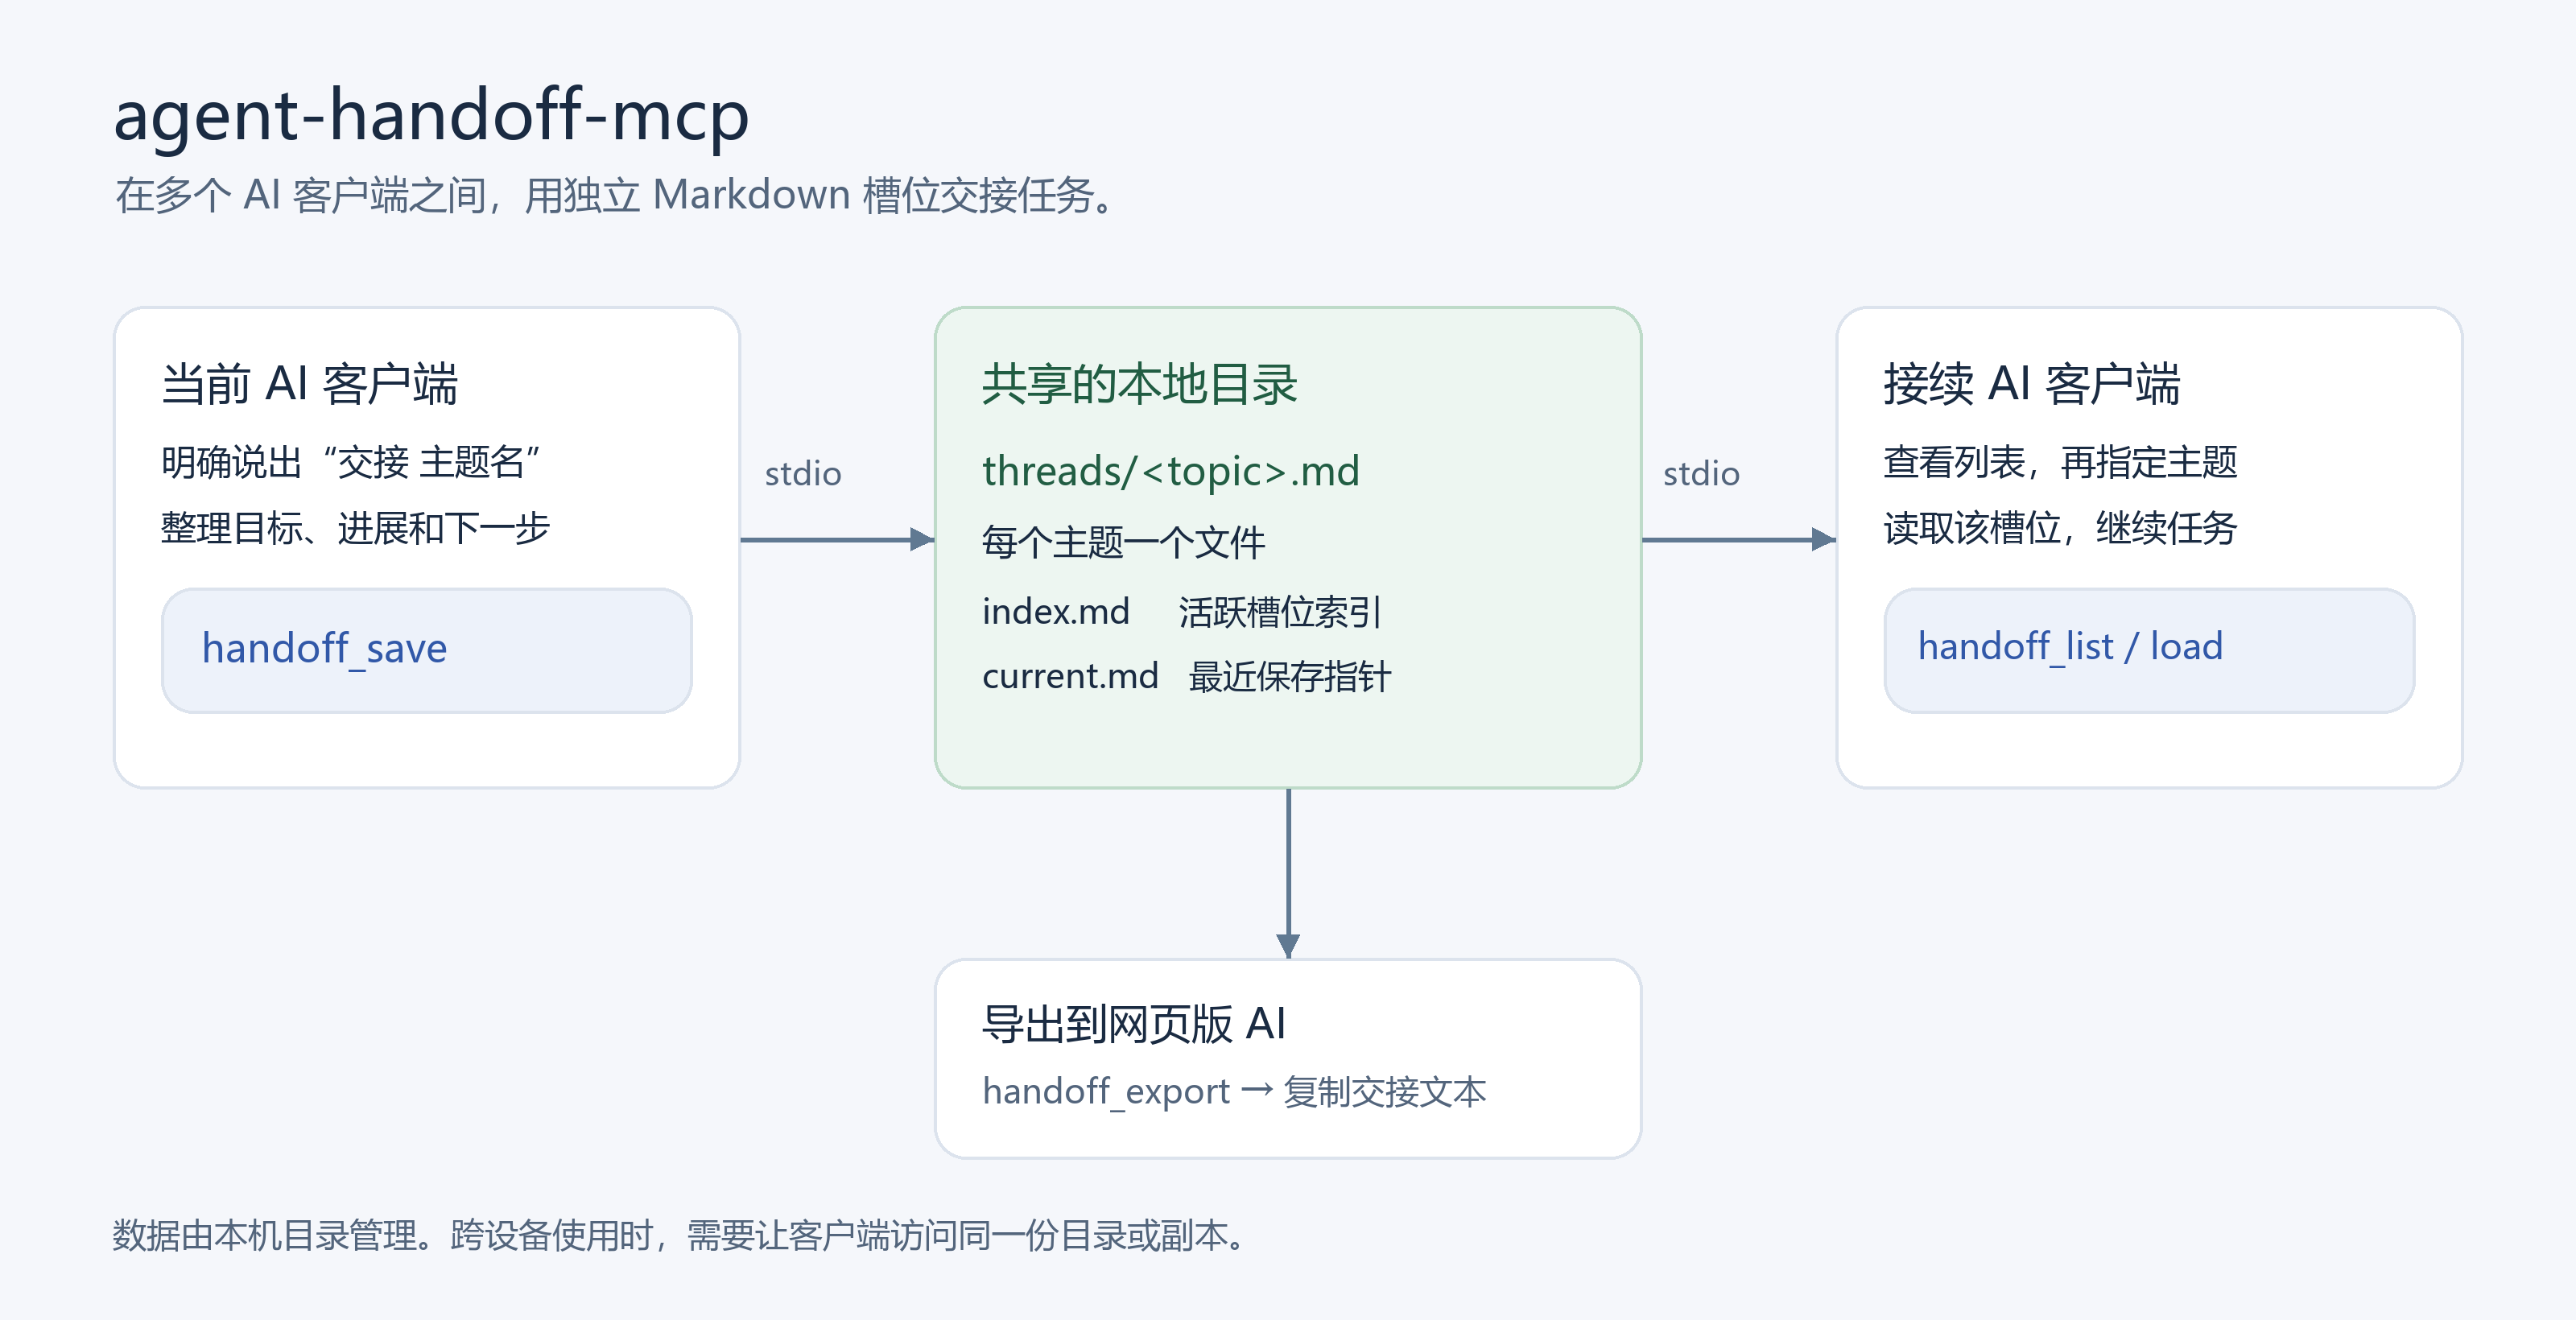 agent-handoff-mcp
在多个 AI 客户端之间，用独立 Markdown 槽位交接任务。
当前 AI 客户端
明确说出“交接 主题名”
整理目标、进展和下一步
handoff_save
stdio
共享的本地目录
threads/<topic>.md
每个主题一个文件
index.md 活跃槽位索引
current.md 最近保存指针
stdio
接续 AI 客户端
查看列表，再指定主题
读取该槽位，继续任务
handoff_list / load
导出到网页版 AI
handoff_export → 复制交接文本
数据由本机目录管理。跨设备使用时，需要让客户端访问同一份目录或副本。